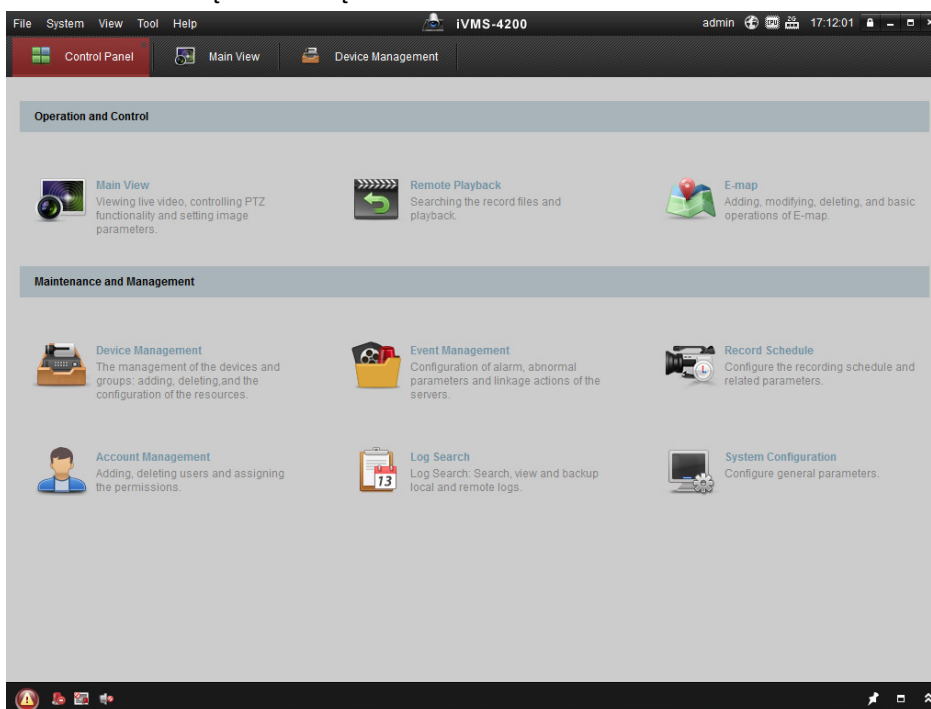 File System View Tool Help
iVMS-4200
admin
17:12:01
Control Panel
Main View
Device Management
Operation and Control
Main View
Viewing live video, controlling PTZ
functionality and setting image
parameters.
Remote Playback
Searching the record files and
playback.
E-map
Adding, modifying, deleting, and basic
operations of E-map.
Maintenance and Management
Device Management
The management of the devices and
groups: adding, deleting,and the
configuration of the resources.
Event Management
Configuration of alarm, abnormal
parameters and linkage actions of the
servers.
Record Schedule
Configure the recording schedule and
related parameters.
Account Management
Adding, deleting users and assigning
the permissions.
13
Log Search
Log Search: Search, view and backup
local and remote logs.
System Configuration
Configure general parameters.